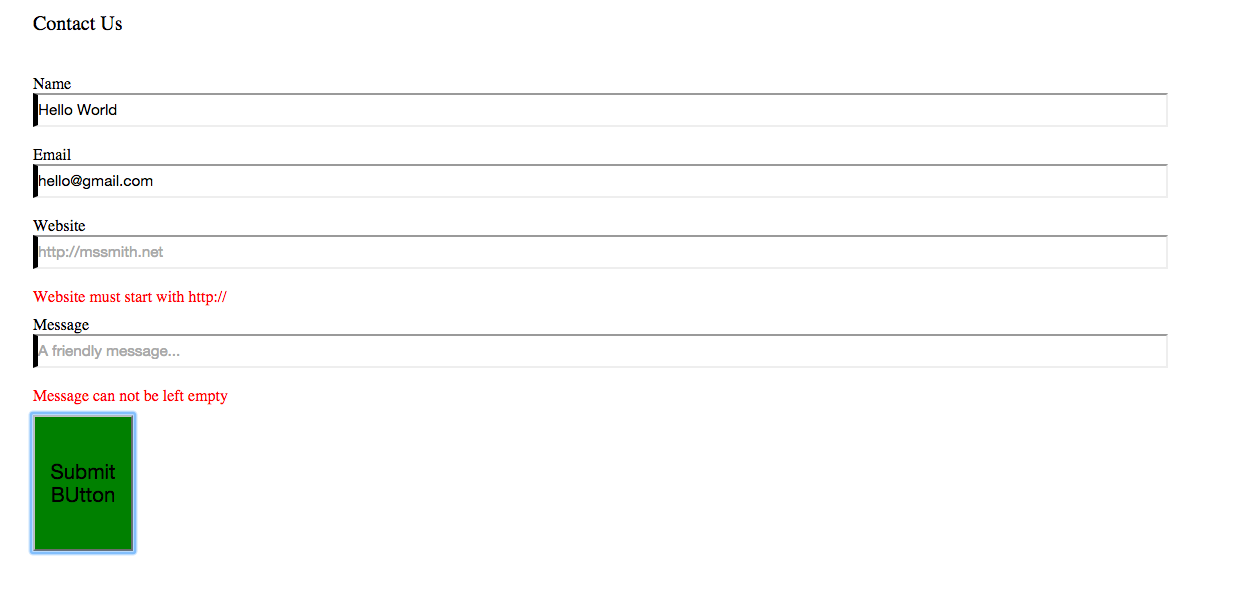 Contact Us
Name
Hello World
Email
hello@gmail.com
Website
http://mssmith.net
Website must start with http://
Message
A friendly message...
Message can not be left empty
Submit
BUtton